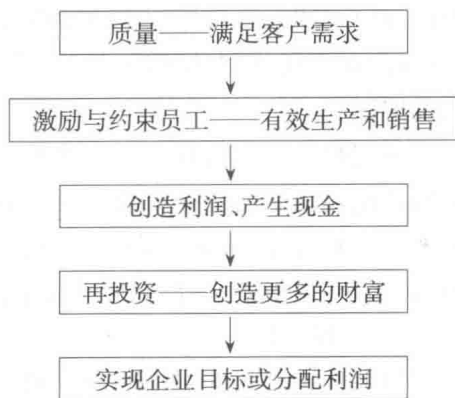 质量——满足客户需求
激励与约束员工——有效生产和销售
创造利润、产生现金
再投资——创造更多的财富
实现企业目标或分配利润